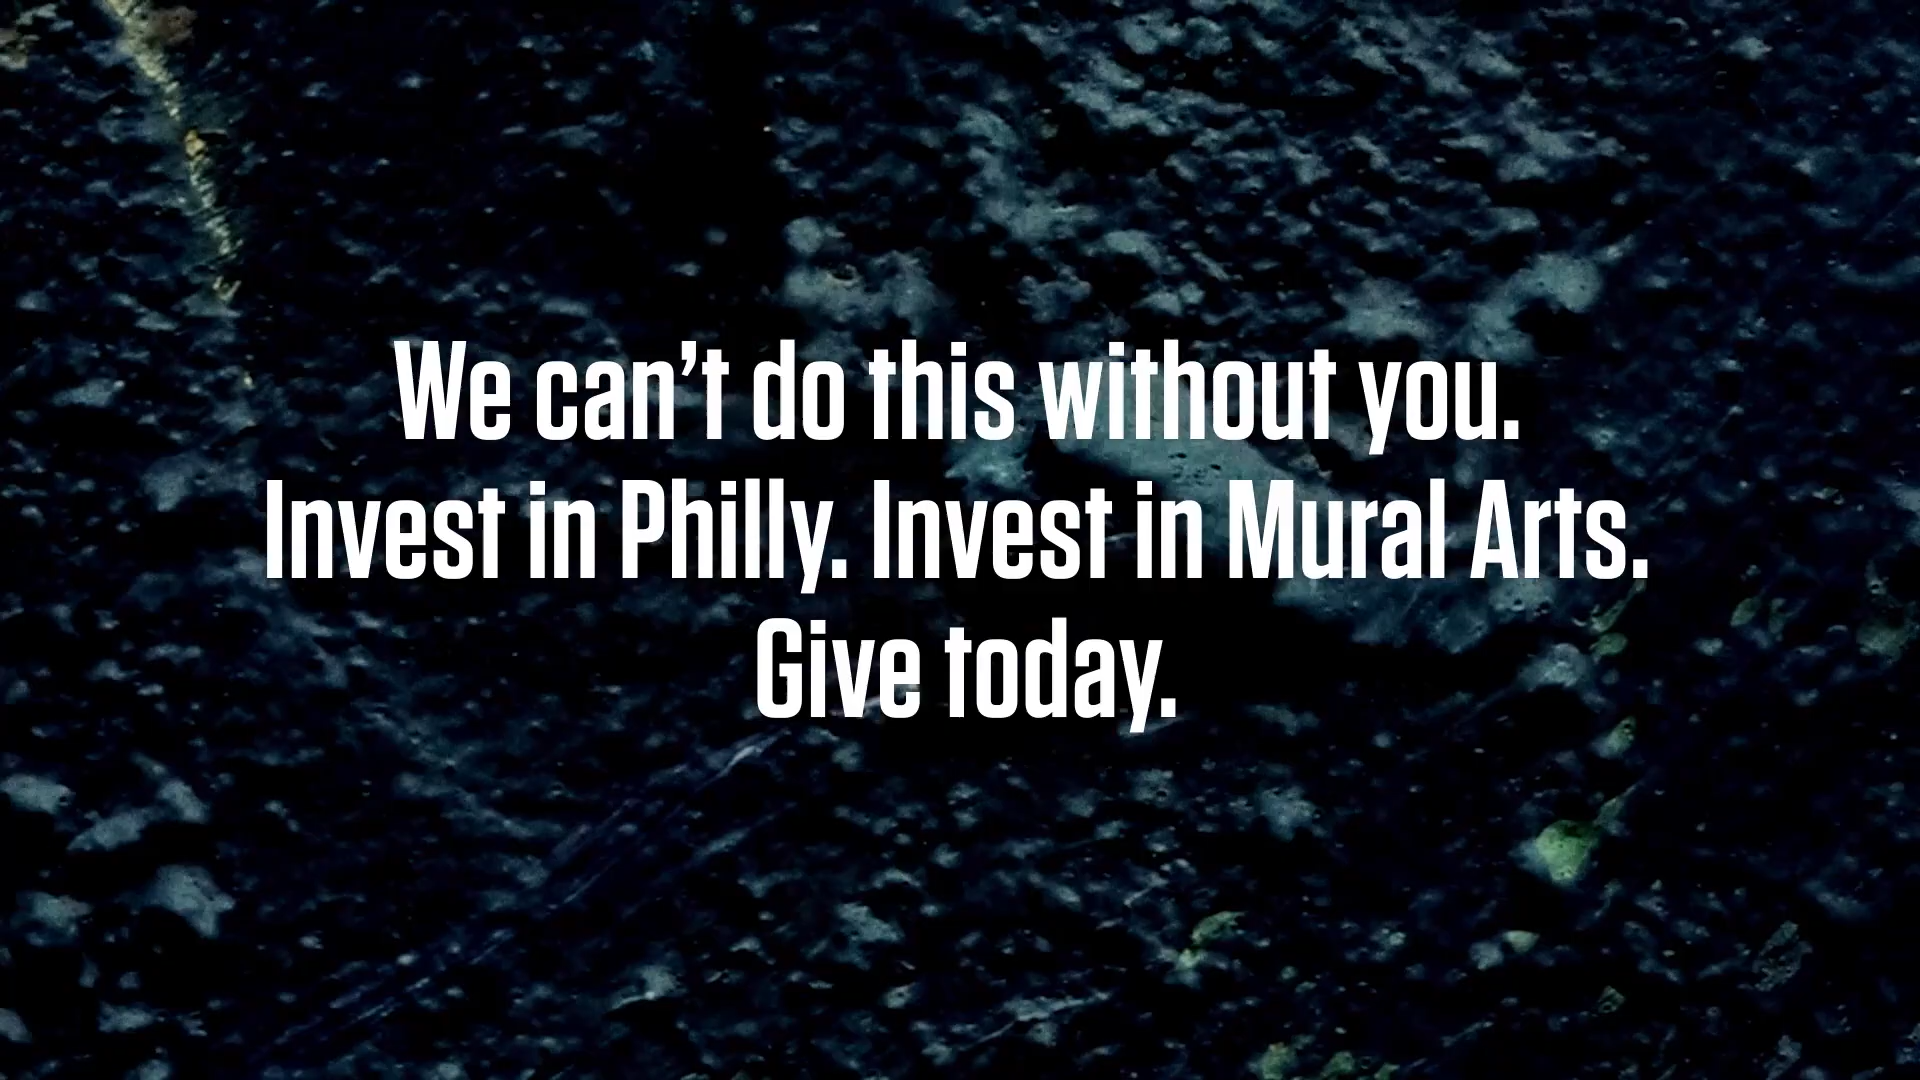 We can’t do this without you.
Invest in Philly. Invest in Mural Arts.
Give today.